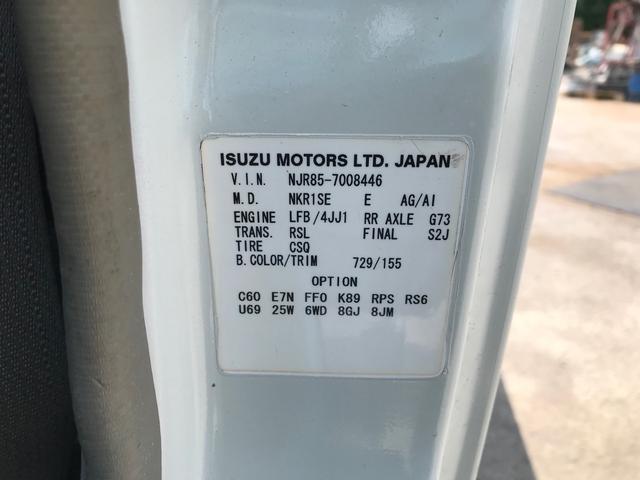 ISUZU MOTORS LTD. JAPAN
V.I.N. NJR85-7008446
M.D. NKR1SE E AG/AI
ENGINE LFB/4JJ1 RR AXLE G73
TRANS. RSL FINAL S2J
TIRE CSQ
B.COLOR/TRIM 729/155
OPTION
C60 E7N FF0 K89 RPS RS6
U69 25W 6WD 8GJ 8JM